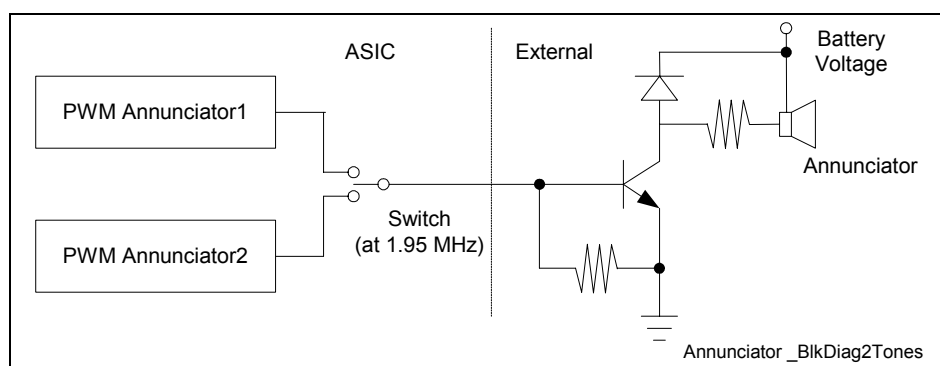 ASIC
External
Battery
Voltage
PWM Annunciator1
Annunciator
Switch
(at 1.95 MHz)
PWM Annunciator2
Annunciator _BlkDiag2Tones